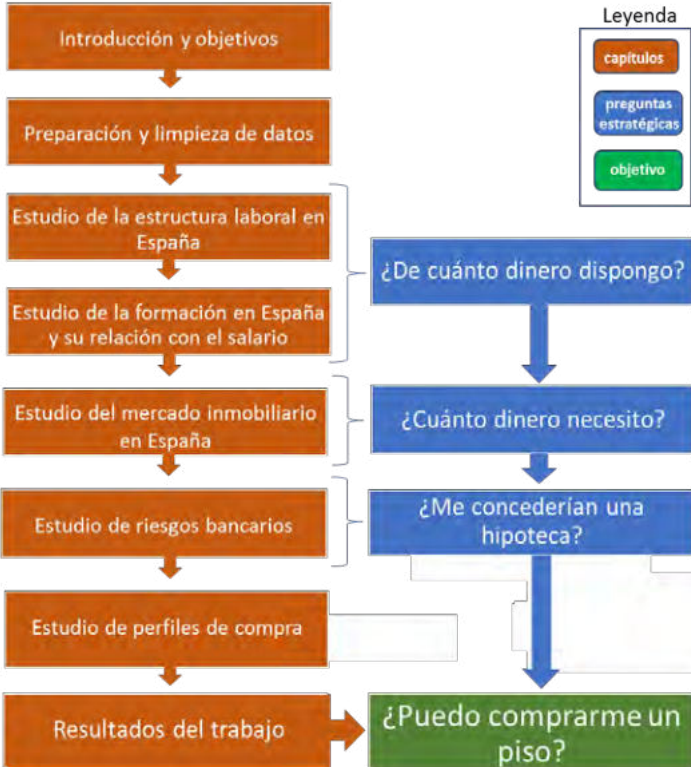 Leyenda
capítulos
preguntas
estratégicas
objetivo
Introducción y objetivos
Preparación y limpieza de datos
Estudio de la estructura laboral en
España
Estudio de la formación en España
y su relación con el salario
Estudio del mercado inmobiliario
en España
Estudio de riesgos bancarios
Estudio de perfiles de compra
Resultados del trabajo
¿De cuánto dinero dispongo?
¿Cuánto dinero necesito?
¿Me concederían una
hipoteca?
¿Puedo comprarme un
piso?